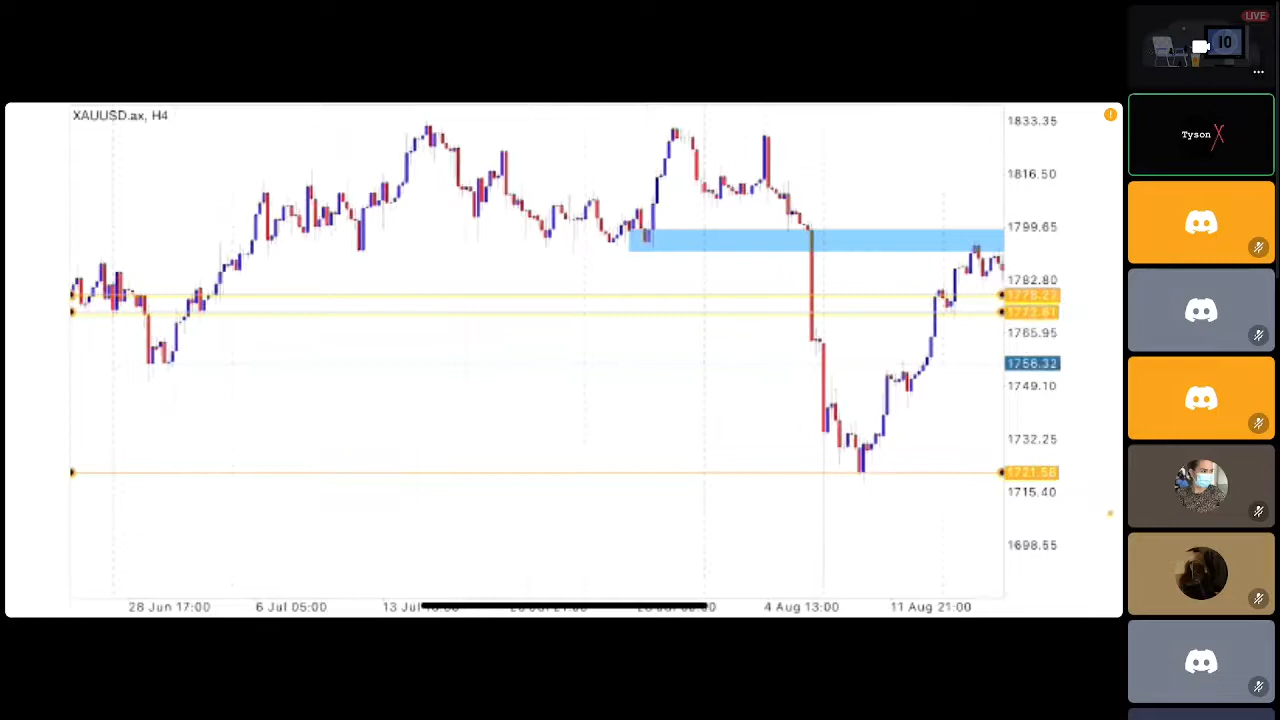 XAUUSD.ax, H4
1833.35
1816.50
1799.65
1782.80
1778.27
1772.61
1765.95
1756.32
1749.10
1732.25
1721.56
1715.40
1698.55
28 Jun 17:00
6 Jul 05:00
13 Jul
4 Aug 13:00
11 Aug 21:00
LIVE
10
Tyson X